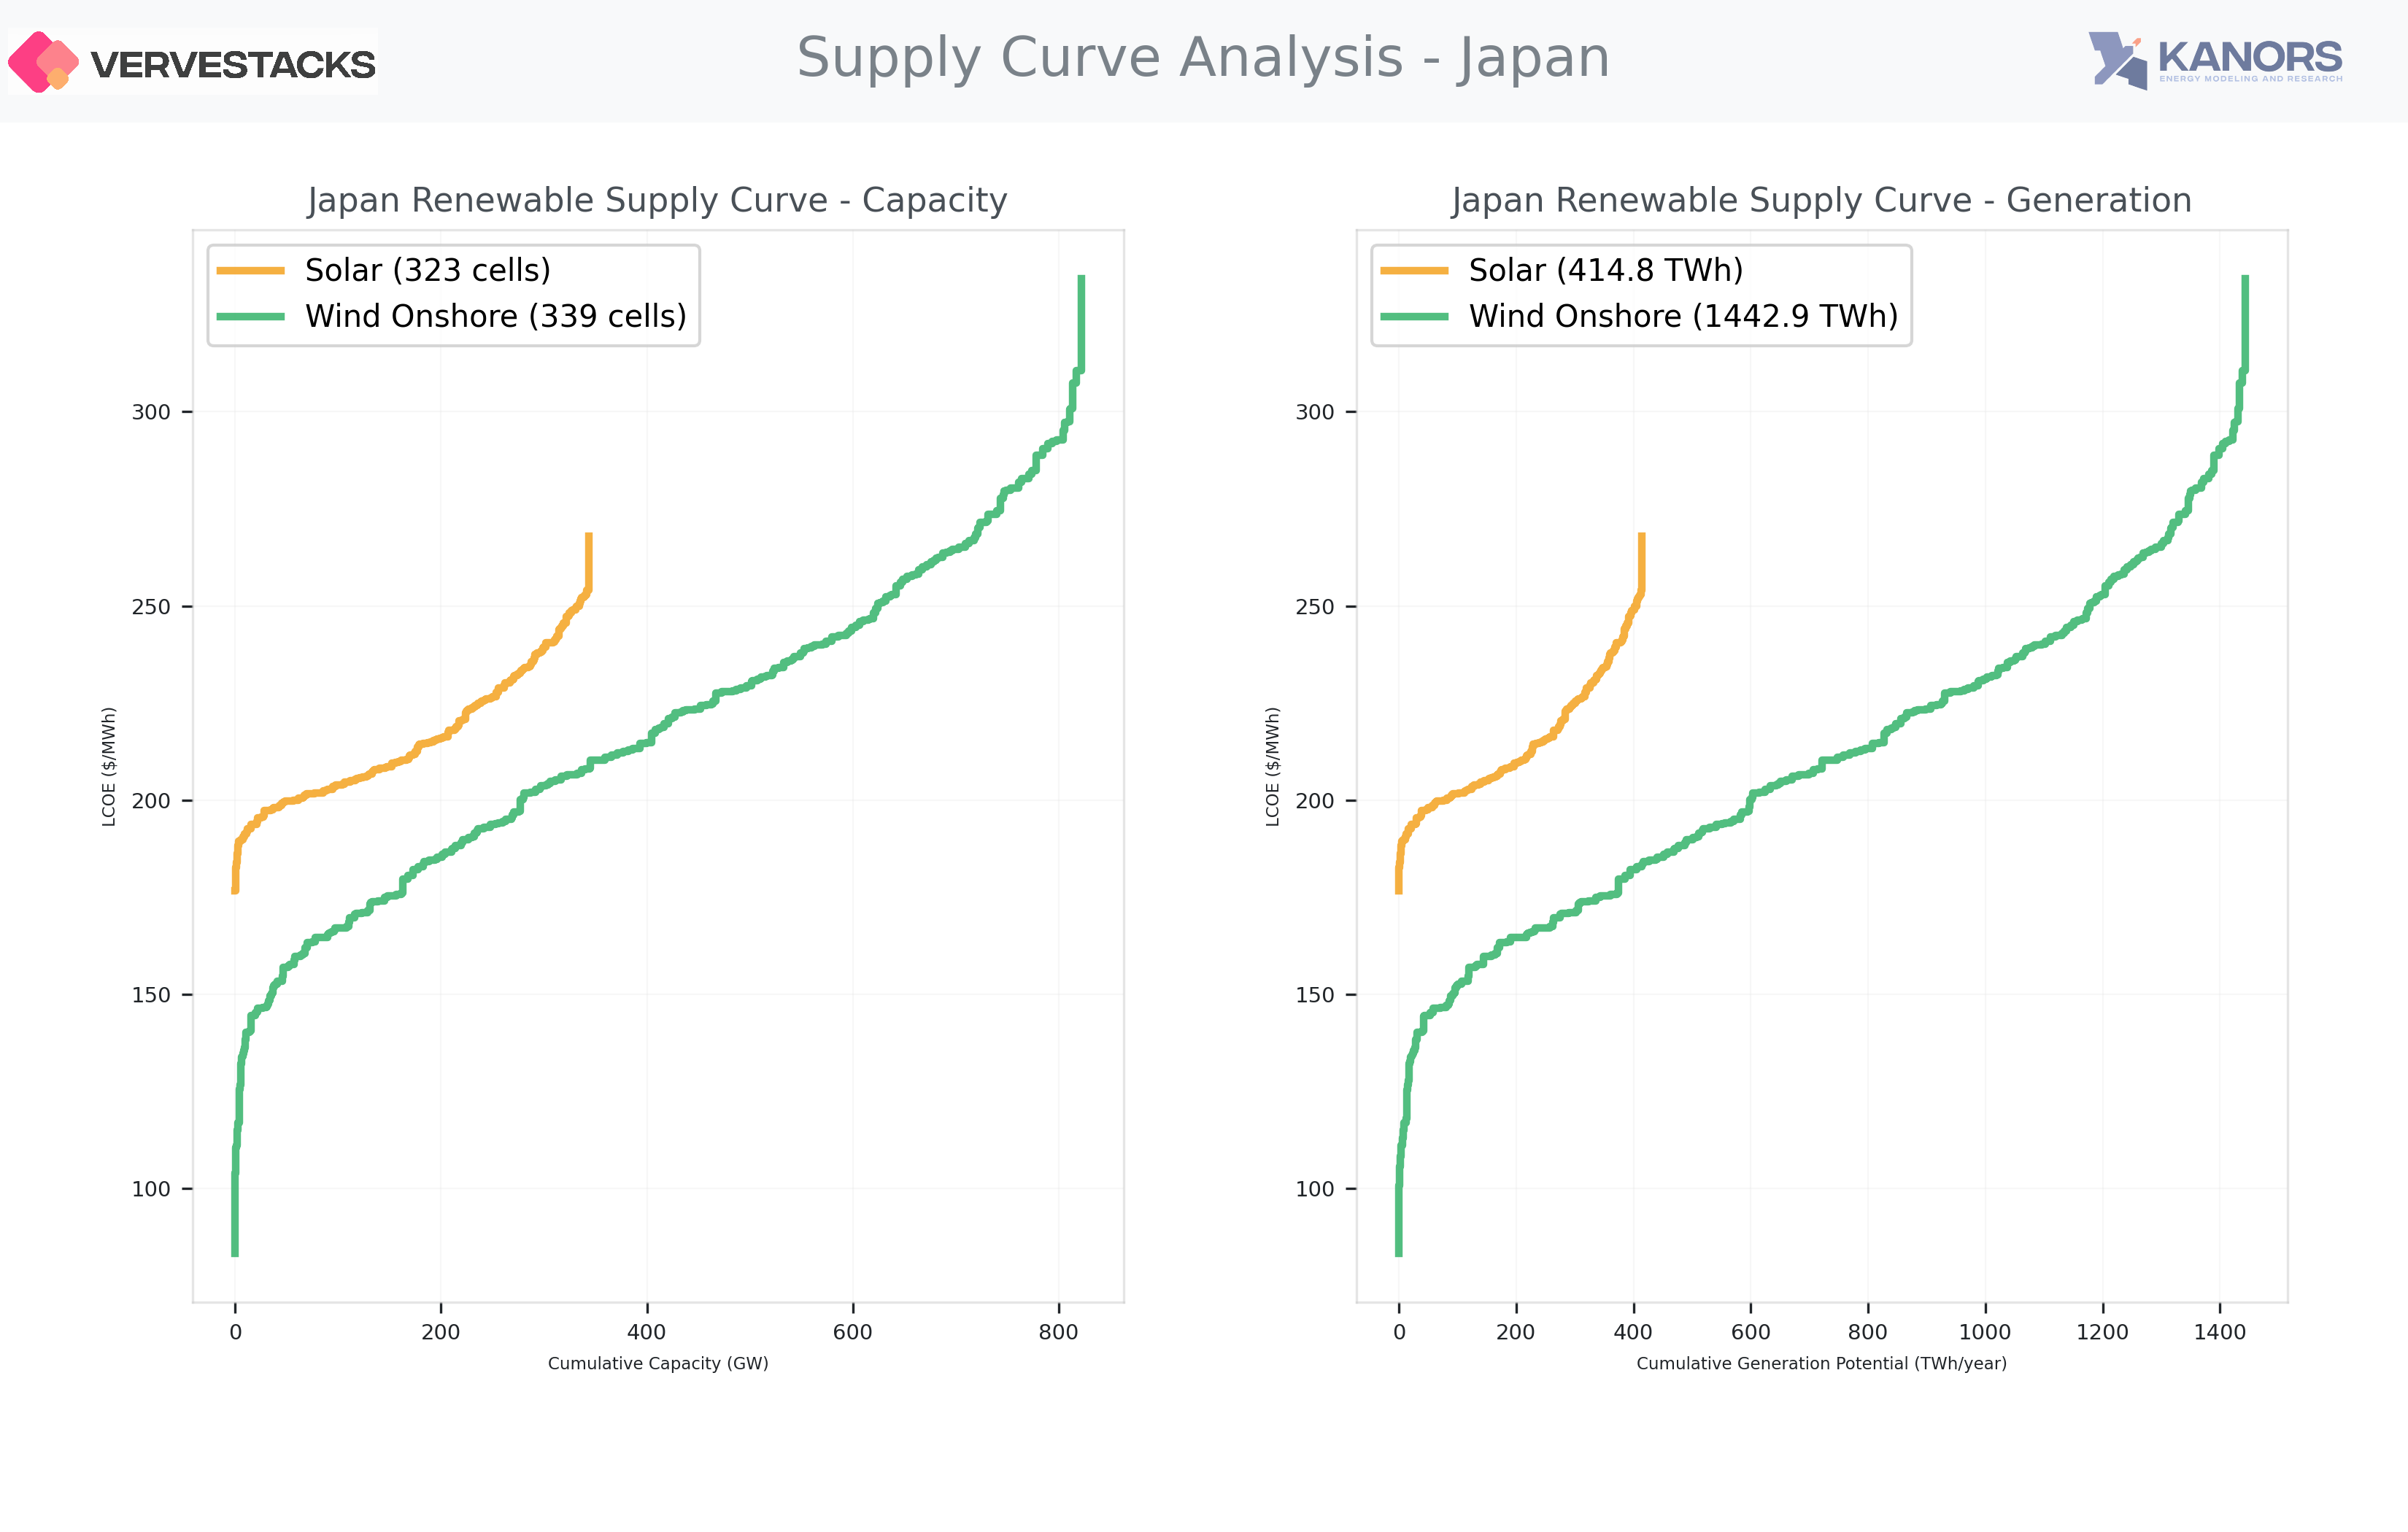 VERVESTACKS
Supply Curve Analysis - Japan
KANORS
ENERGY MODELING AND RESEARCH
Japan Renewable Supply Curve - Capacity
Solar (323 cells)
Wind Onshore (339 cells)
300
250
200
150
100
LCOE ($/MWh)
0 200 400 600 800
Cumulative Capacity (GW)
Japan Renewable Supply Curve - Generation
Solar (414.8 TWh)
Wind Onshore (1442.9 TWh)
300
250
200
150
100
LCOE ($/MWh)
0 200 400 600 800 1000 1200 1400
Cumulative Generation Potential (TWh/year)